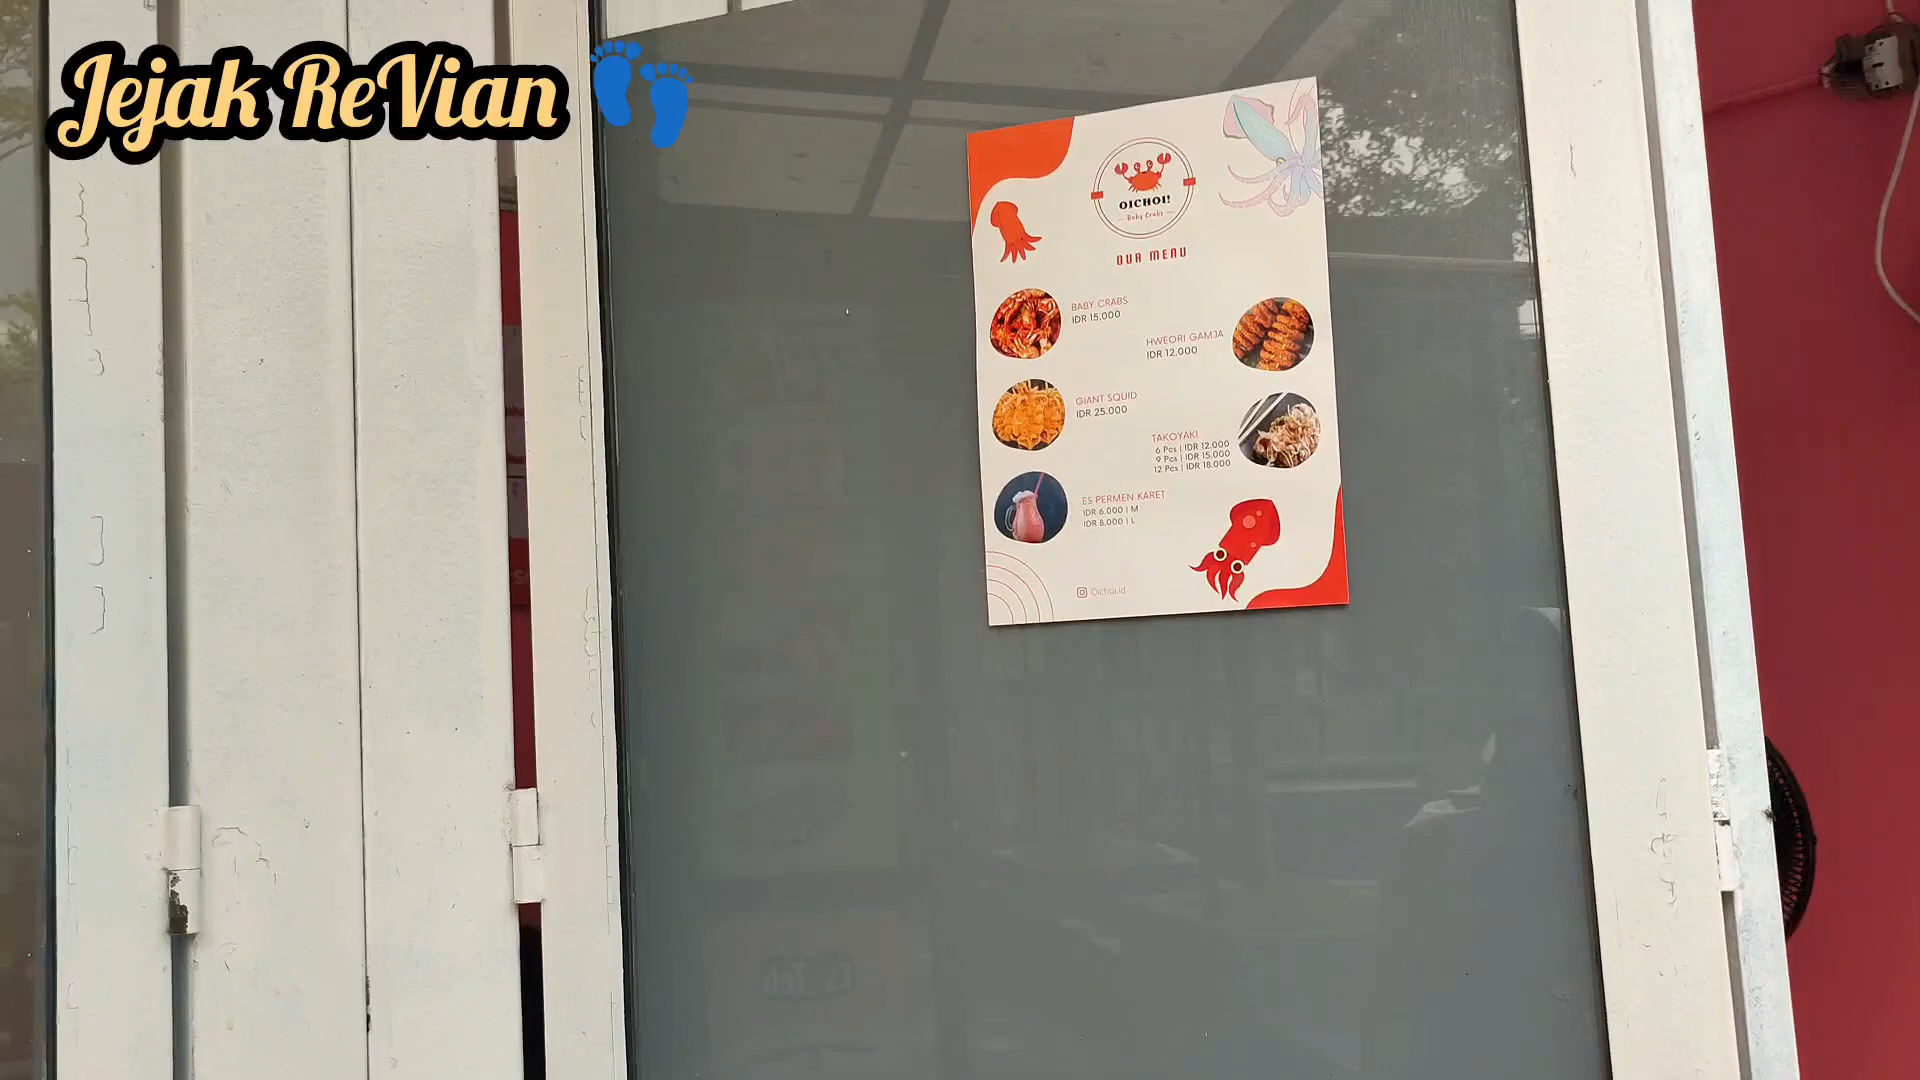 Jejak ReVian
OICHOI!
Baby Crabs
OUR MENU
BABY CRABS
IDR 15.000
HWEORI GAMJA
IDR 12.000
GIANT SQUID
IDR 25.000
TAKOYAKI
6 Pcs | IDR 12.000
9 Pcs | IDR 15.000
12 Pcs | IDR 18.000
ES PERMEN KARET
IDR 6.000 | M
IDR 8.000 | L
Oichoi.id